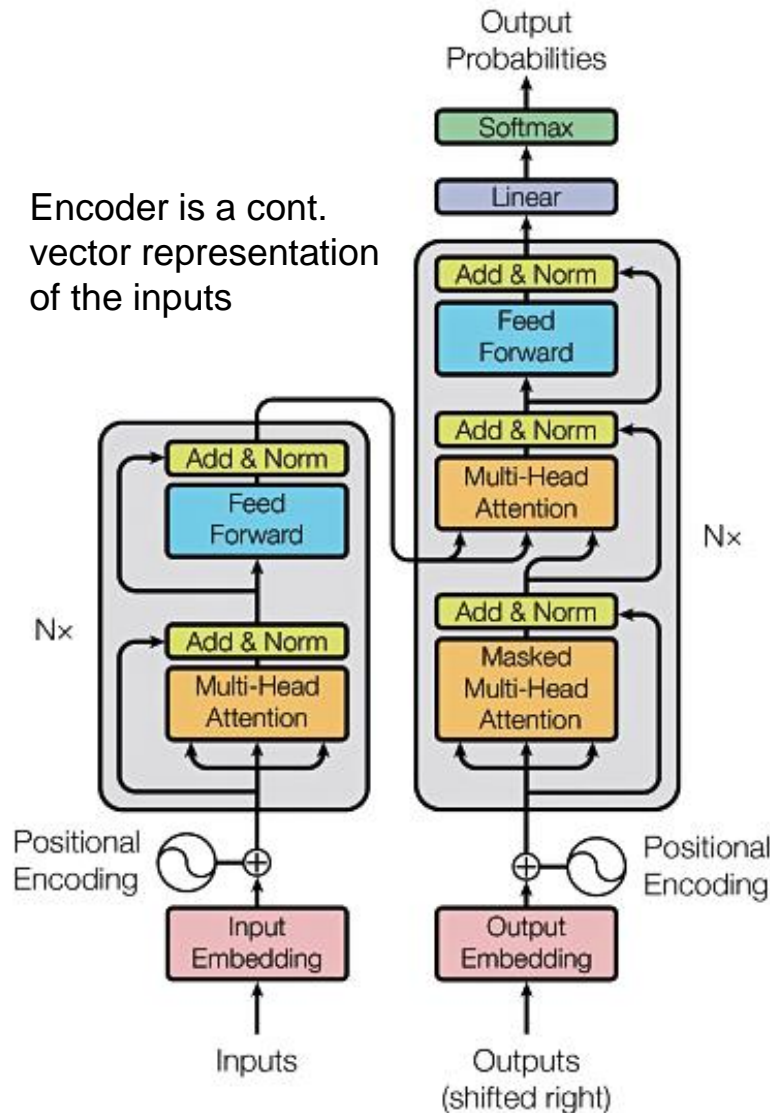 Output
Probabilities
Softmax
Linear
Encoder is a cont.
vector representation
of the inputs
Add & Norm
Feed
Forward
Add & Norm
Multi-Head
Attention
Nx
Add & Norm
Masked
Multi-Head
Attention
Add & Norm
Feed
Forward
Nx
Add & Norm
Multi-Head
Attention
Positional
Encoding
Positional
Encoding
Input
Embedding
Output
Embedding
Inputs
Outputs
(shifted right)